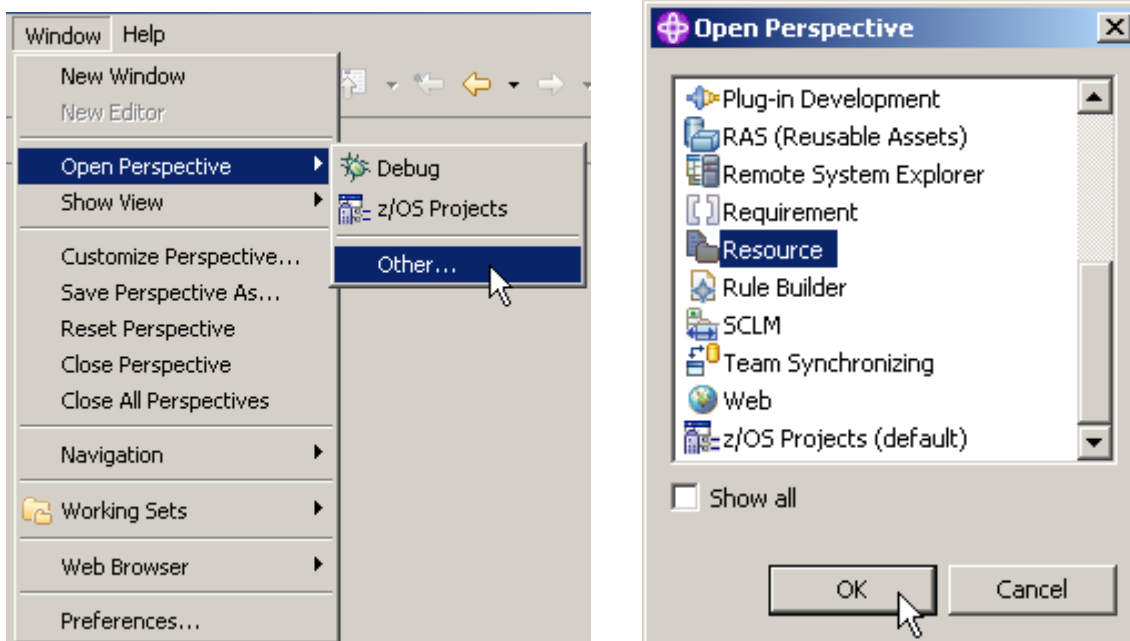 Window Help
New Window
New Editor
Open Perspective
Show View
Customize Perspective...
Save Perspective As...
Reset Perspective
Close Perspective
Close All Perspectives
Navigation
Working Sets
Web Browser
Preferences...
Debug
z/OS Projects
Other...
Open Perspective
Plug-in Development
RAS (Reusable Assets)
Remote System Explorer
Requirement
Resource
Rule Builder
SCLM
Team Synchronizing
Web
z/OS Projects (default)
Show all
OK Cancel